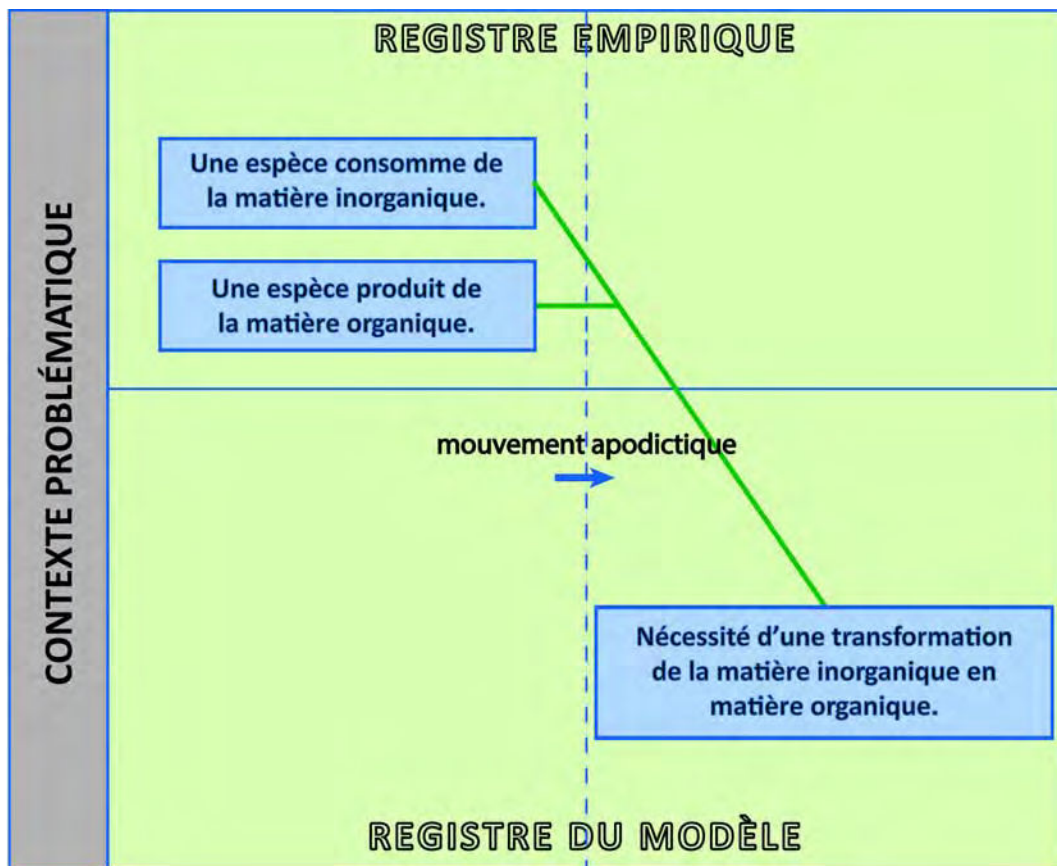 REGISTRE EMPIRIQUE
CONTEXTE PROBLÉMATIQUE
Une espèce consomme de
la matière inorganique.
Une espèce produit de
la matière organique.
mouvement apodictique
Nécessité d’une transformation
de la matière inorganique en
matière organique.
REGISTRE DU MODÈLE